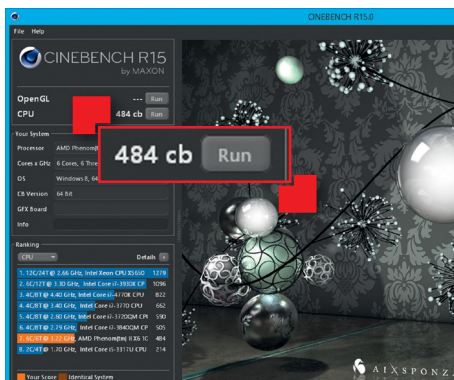 CINEBENCH R15.0
File Help
CINEBENCH R15
by MAXON
OpenGL --- Run
CPU 484 cb Run
484 cb Run
Your System
Processor AMD Phenom(t
Cores x GHz 6 Cores, 6 Thre
OS Windows 8, 64
CB Version 64 Bit
GFX Board
Info
Ranking
CPU Details
1. 12C/24T @ 2.66 GHz, Intel Xeon CPU X5650 1279
2. 6C/12T @ 3.30 GHz, Intel Core i7-3930K CP 1096
3. 4C/8T @ 4.40 GHz, Intel Core i7-4770K CPU 822
4. 4C/8T @ 3.40 GHz, Intel Core i7-3770 CPU 662
5. 4C/8T @ 2.60 GHz, Intel Core i7-3720QM CPI 590
6. 4C/8T @ 2.79 GHz, Intel Core i7-3840QM CP 505
7. 6C/6T @ 3.22 GHz, AMD Phenom(tm) II X6 10 484
8. 2C/4T @ 1.70 GHz, Intel Core i5-3317U CPU 214
Your Score Identical System
AIXSPONZ